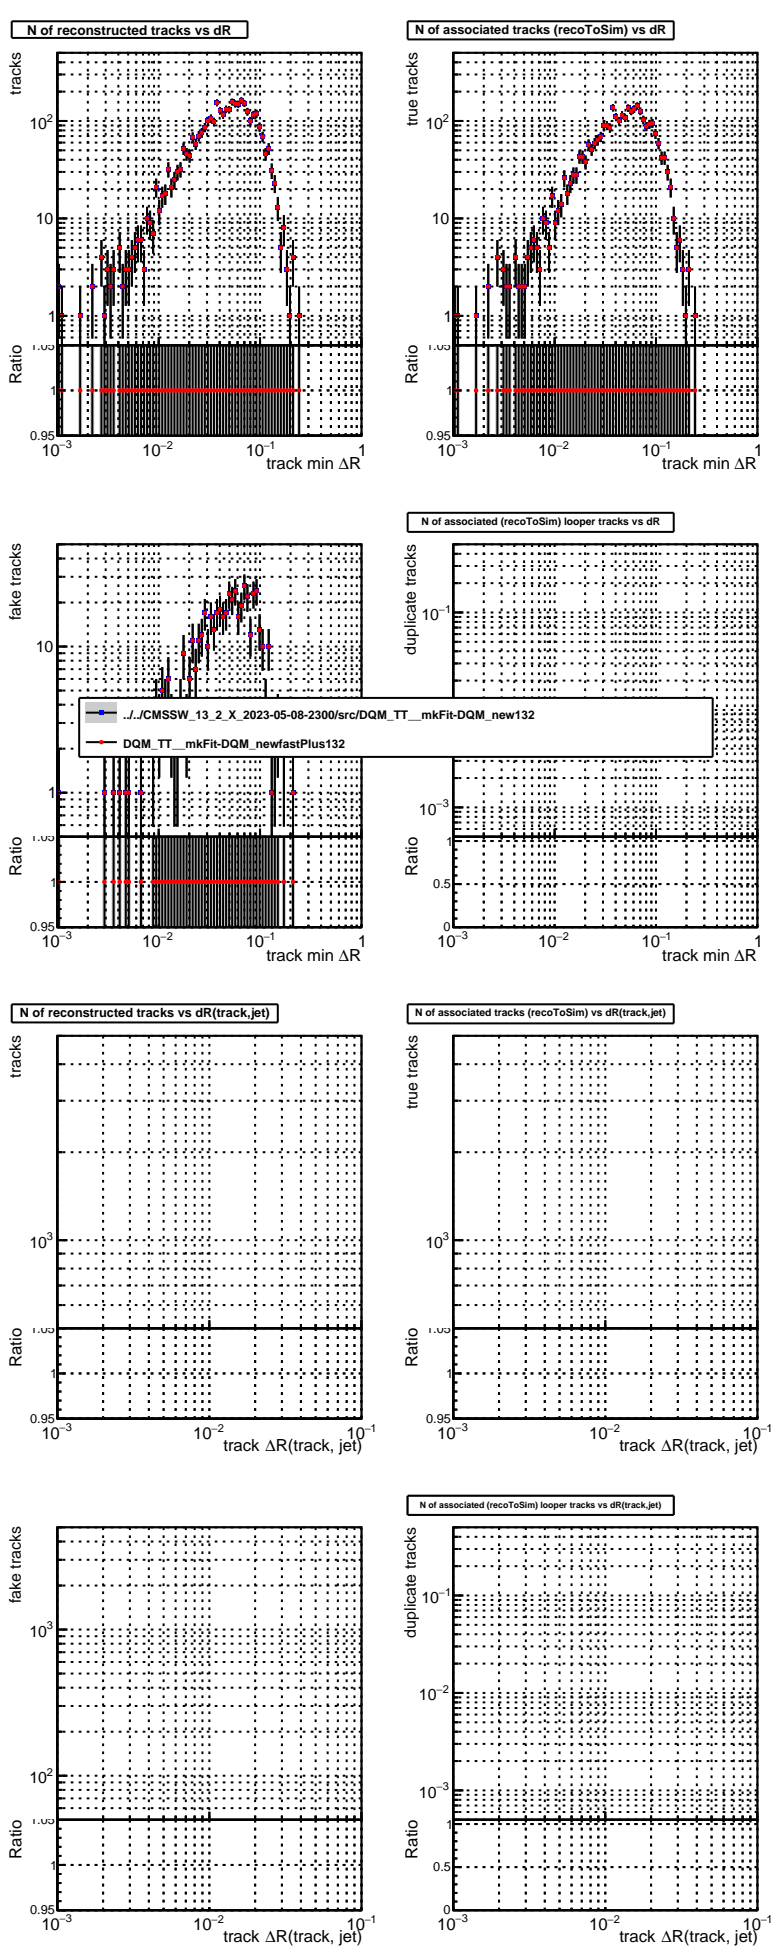 N of reconstructed tracks vs dR
tracks
10²
10
1
1.05
Ratio
1
0.95
10⁻³
10⁻²
10⁻¹
1
track min ΔR
N of associated tracks (recoToSim) vs dR
true tracks
10²
10
1
1.05
Ratio
1
0.95
10⁻³
10⁻²
10⁻¹
1
track min ΔR
fake tracks
10
1
1.05
Ratio
1
0.95
10⁻³
10⁻²
10⁻¹
1
track min ΔR
N of associated (recoToSim) looper tracks vs dR
duplicate tracks
10⁻¹
10⁻³
Ratio
1
0.5
0
10⁻³
10⁻²
10⁻¹
1
track min ΔR
../../CMSSW_13_2_X_2023-05-08-2300/src/DQM_TT__mkFit-DQM_new132
DQM_TT__mkFit-DQM_newfastPlus132
N of reconstructed tracks vs dR(track,jet)
tracks
10³
1.05
Ratio
1
0.95
10⁻³
10⁻²
10⁻¹
track ΔR(track, jet)
N of associated tracks (recoToSim) vs dR(track,jet)
true tracks
10³
1.05
Ratio
1
0.95
10⁻³
10⁻²
10⁻¹
track ΔR(track, jet)
fake tracks
10³
10²
1.05
Ratio
1
0.95
10⁻³
10⁻²
10⁻¹
track ΔR(track, jet)
N of associated (recoToSim) looper tracks vs dR(track,jet)
duplicate tracks
10⁻¹
10⁻²
10⁻³
Ratio
1
0.5
0
10⁻³
10⁻²
10⁻¹
track ΔR(track, jet)